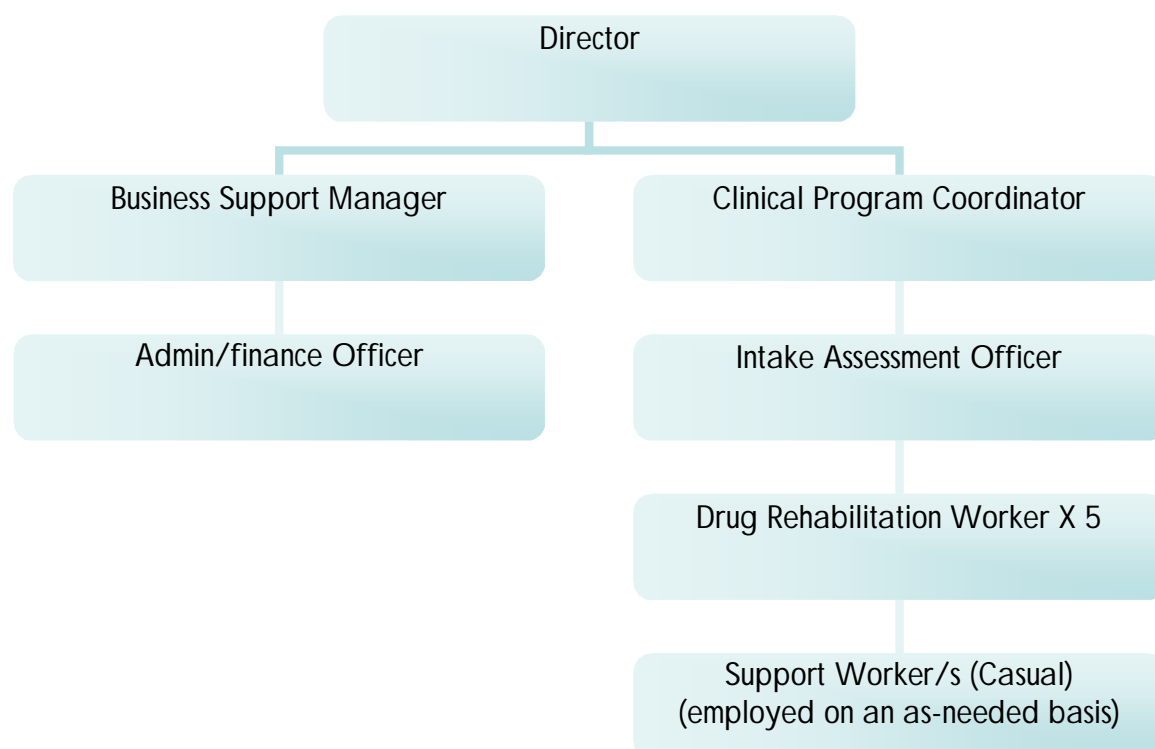 Director
Business Support Manager
Clinical Program Coordinator
Admin/finance Officer
Intake Assessment Officer
Drug Rehabilitation Worker X 5
Support Worker/s (Casual)
(employed on an as-needed basis)